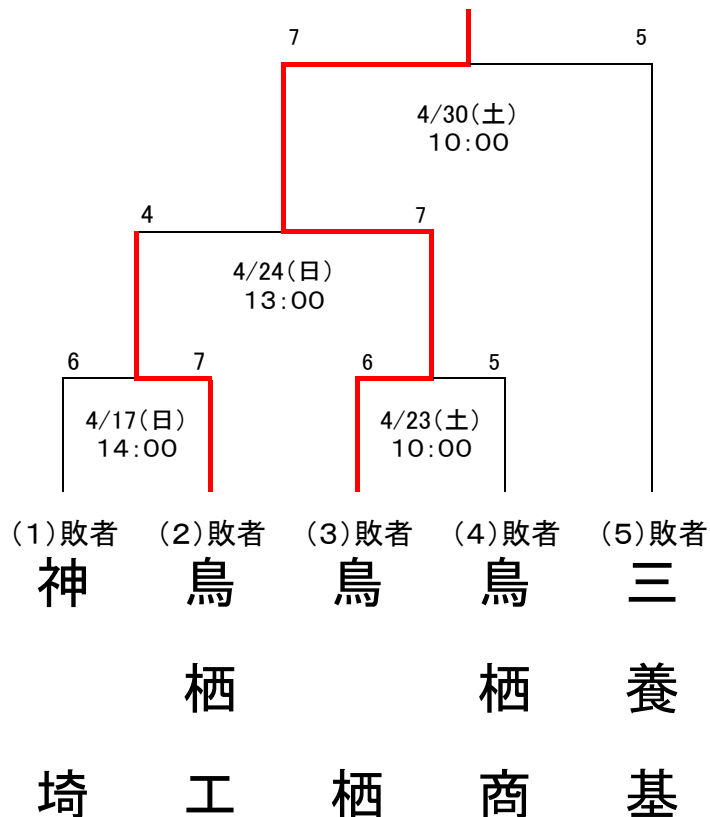 7 5
4/30(土)
10:00
4 7
4/24(日)
13:00
6 7 6 5
4/17(日) 4/23(土)
14:00 10:00
(1)敗者 (2)敗者 (3)敗者 (4)敗者 (5)敗者
神埼
鳥栖工
鳥栖
鳥栖商
三養基